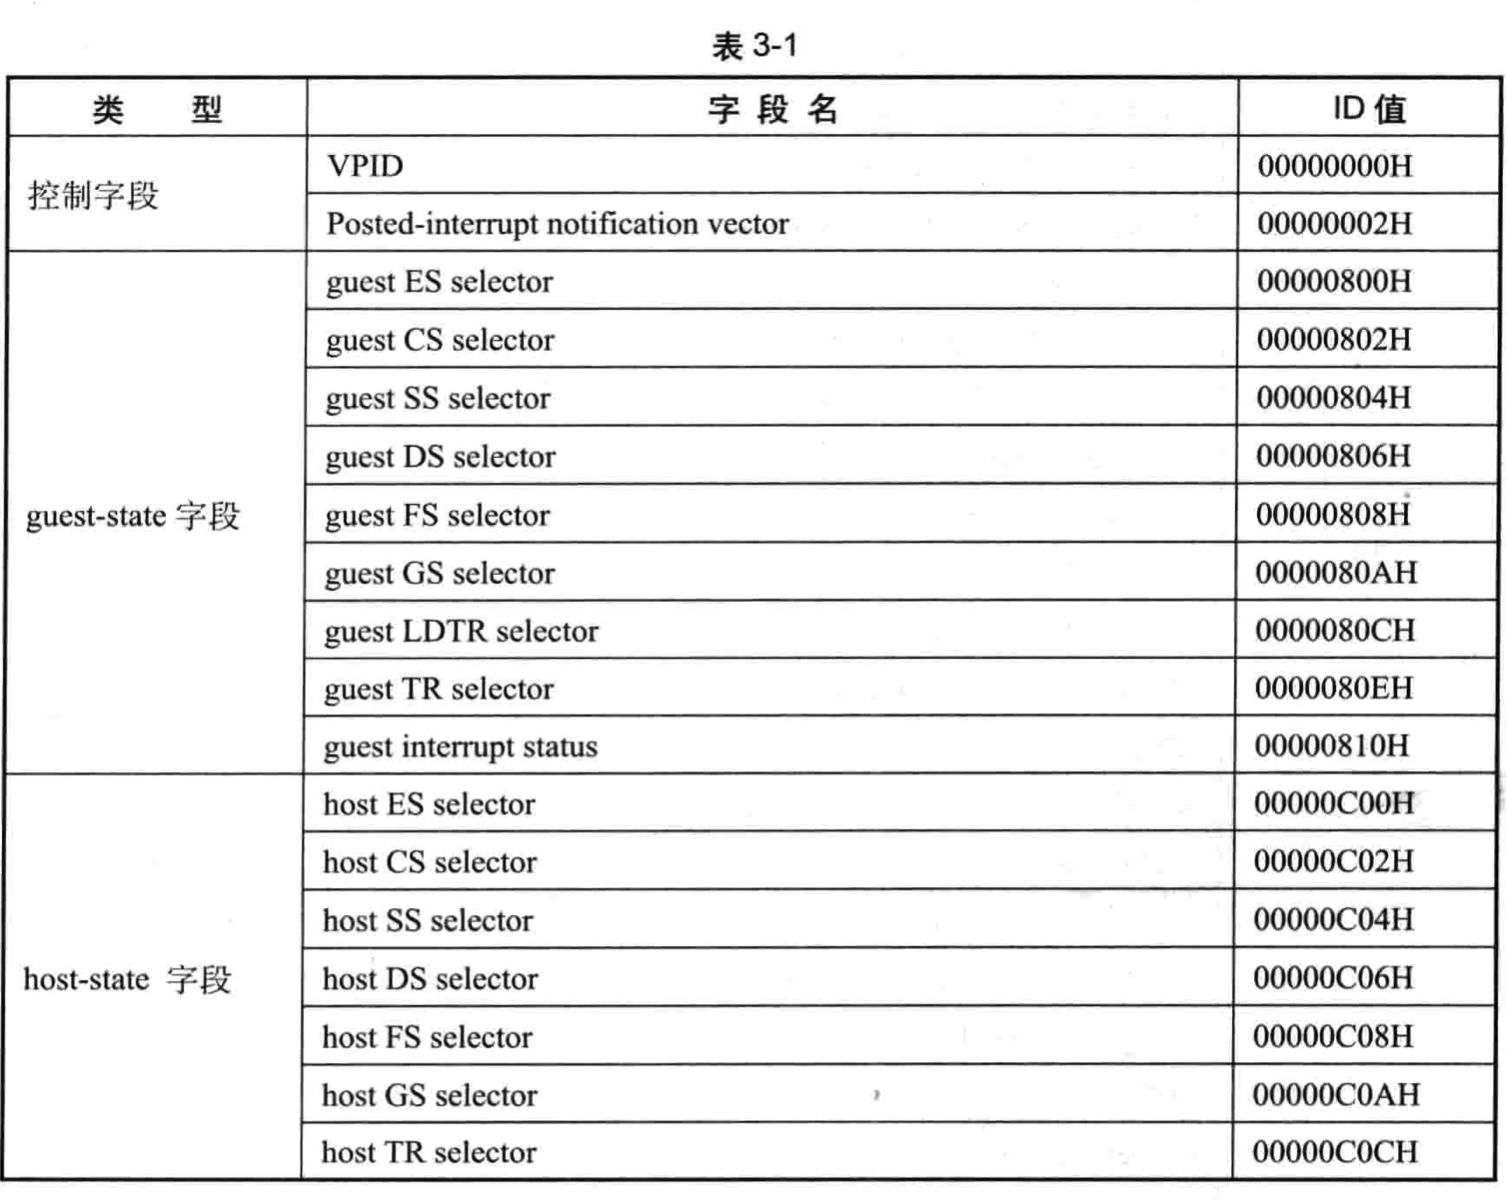 表 3-1
类 型 字 段 名 ID 值
控制字段
VPID 00000000H
Posted-interrupt notification vector 00000002H
guest-state 字段
guest ES selector 00000800H
guest CS selector 00000802H
guest SS selector 00000804H
guest DS selector 00000806H
guest FS selector 00000808H
guest GS selector 0000080AH
guest LDTR selector 0000080CH
guest TR selector 0000080EH
guest interrupt status 00000810H
host-state 字段
host ES selector 00000C00H
host CS selector 00000C02H
host SS selector 00000C04H
host DS selector 00000C06H
host FS selector 00000C08H
host GS selector 00000C0AH
host TR selector 00000C0CH